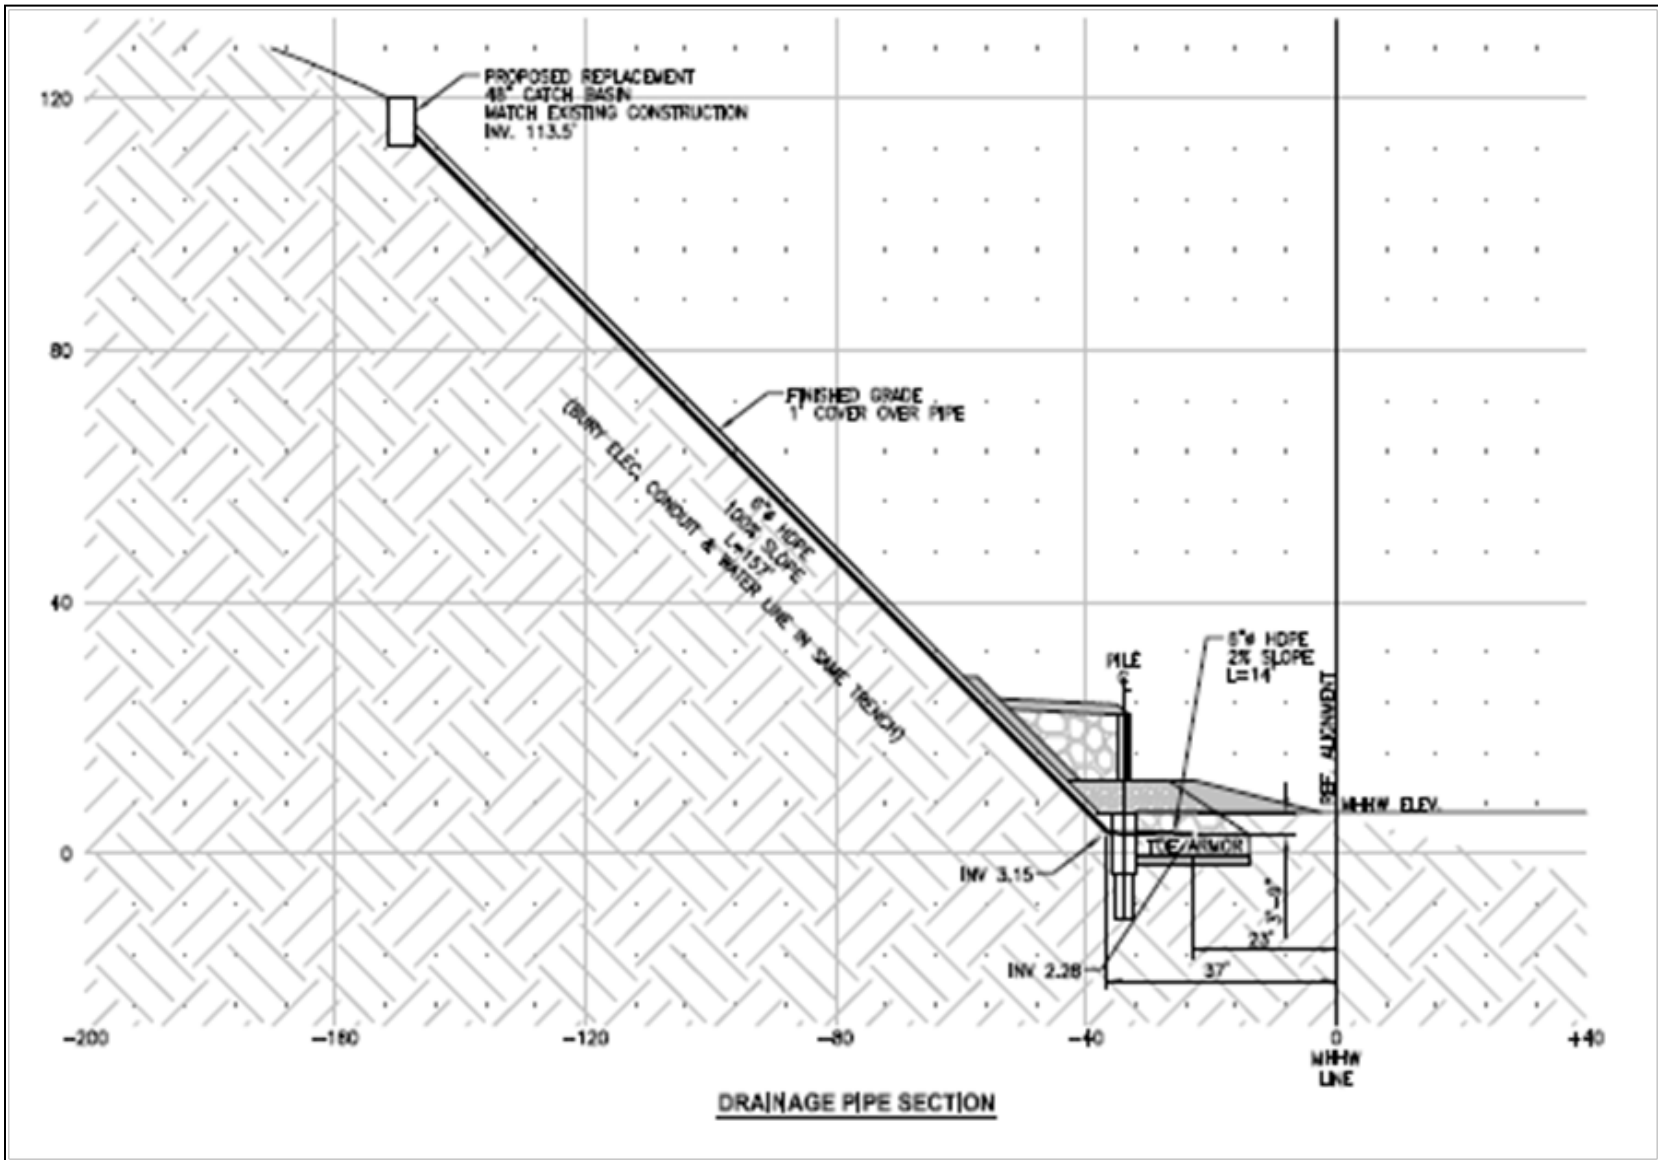 120
PROPOSED REPLACEMENT
48" CATCH BASIN
MATCH EXISTING CONSTRUCTION
INV. 113.5'
80
FINISHED GRADE
1' COVER OVER PIPE
(BURY ELEC. CONDUIT & WATER LINE IN SAME TRENCH)
6"ø HDPE
100% SLOPE
L=157'
40
PILE
6"ø HDPE
2% SLOPE
L=14'
REF. ALIGNMENT
MHHW ELEV.
TOE/ARMOR
0
INV 3.15
23'
INV 2.28
37'
-200
-160
-120
-80
-40
0
+40
MHHW
LINE
DRAINAGE PIPE SECTION